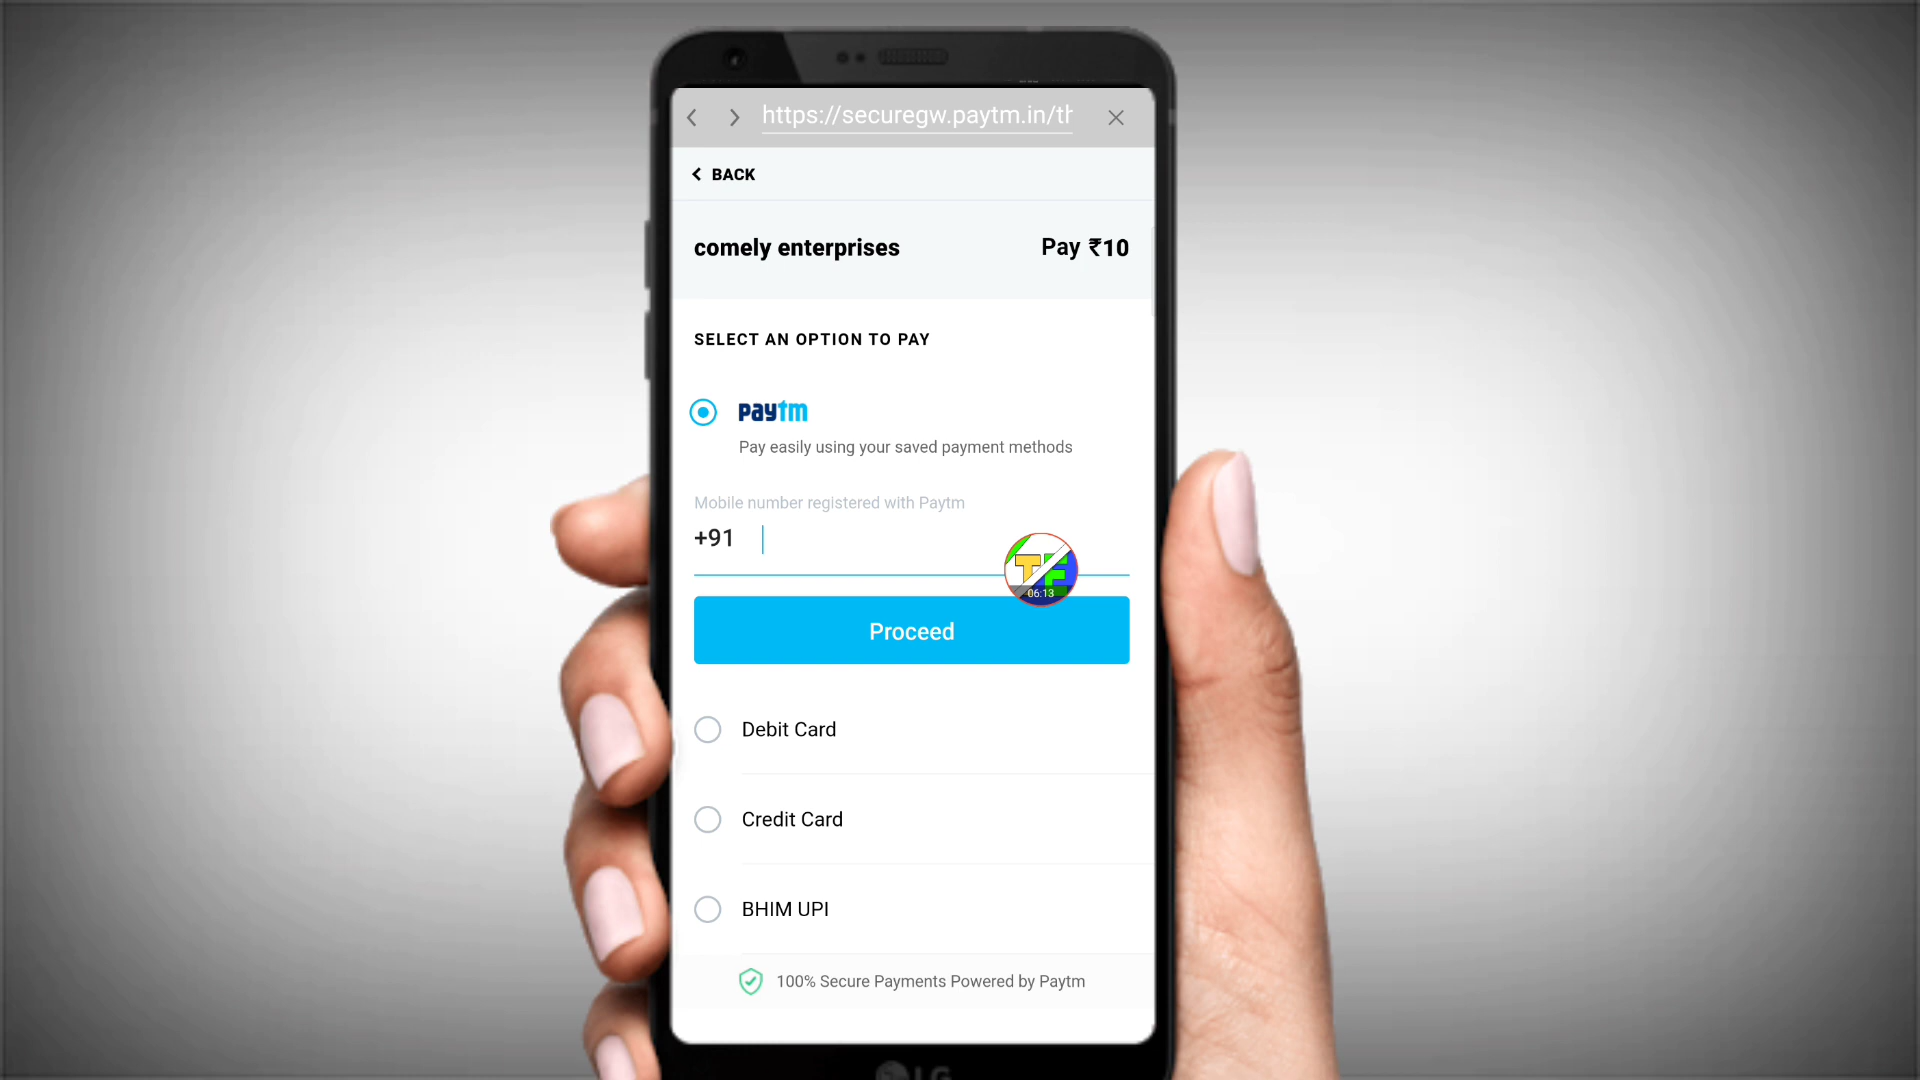 https://securegw.paytm.in/th
BACK
comely enterprises
Pay ₹10
SELECT AN OPTION TO PAY
paytm
Pay easily using your saved payment methods
Mobile number registered with Paytm
+91
TE
06:13
Proceed
Debit Card
Credit Card
BHIM UPI
100% Secure Payments Powered by Paytm
LG